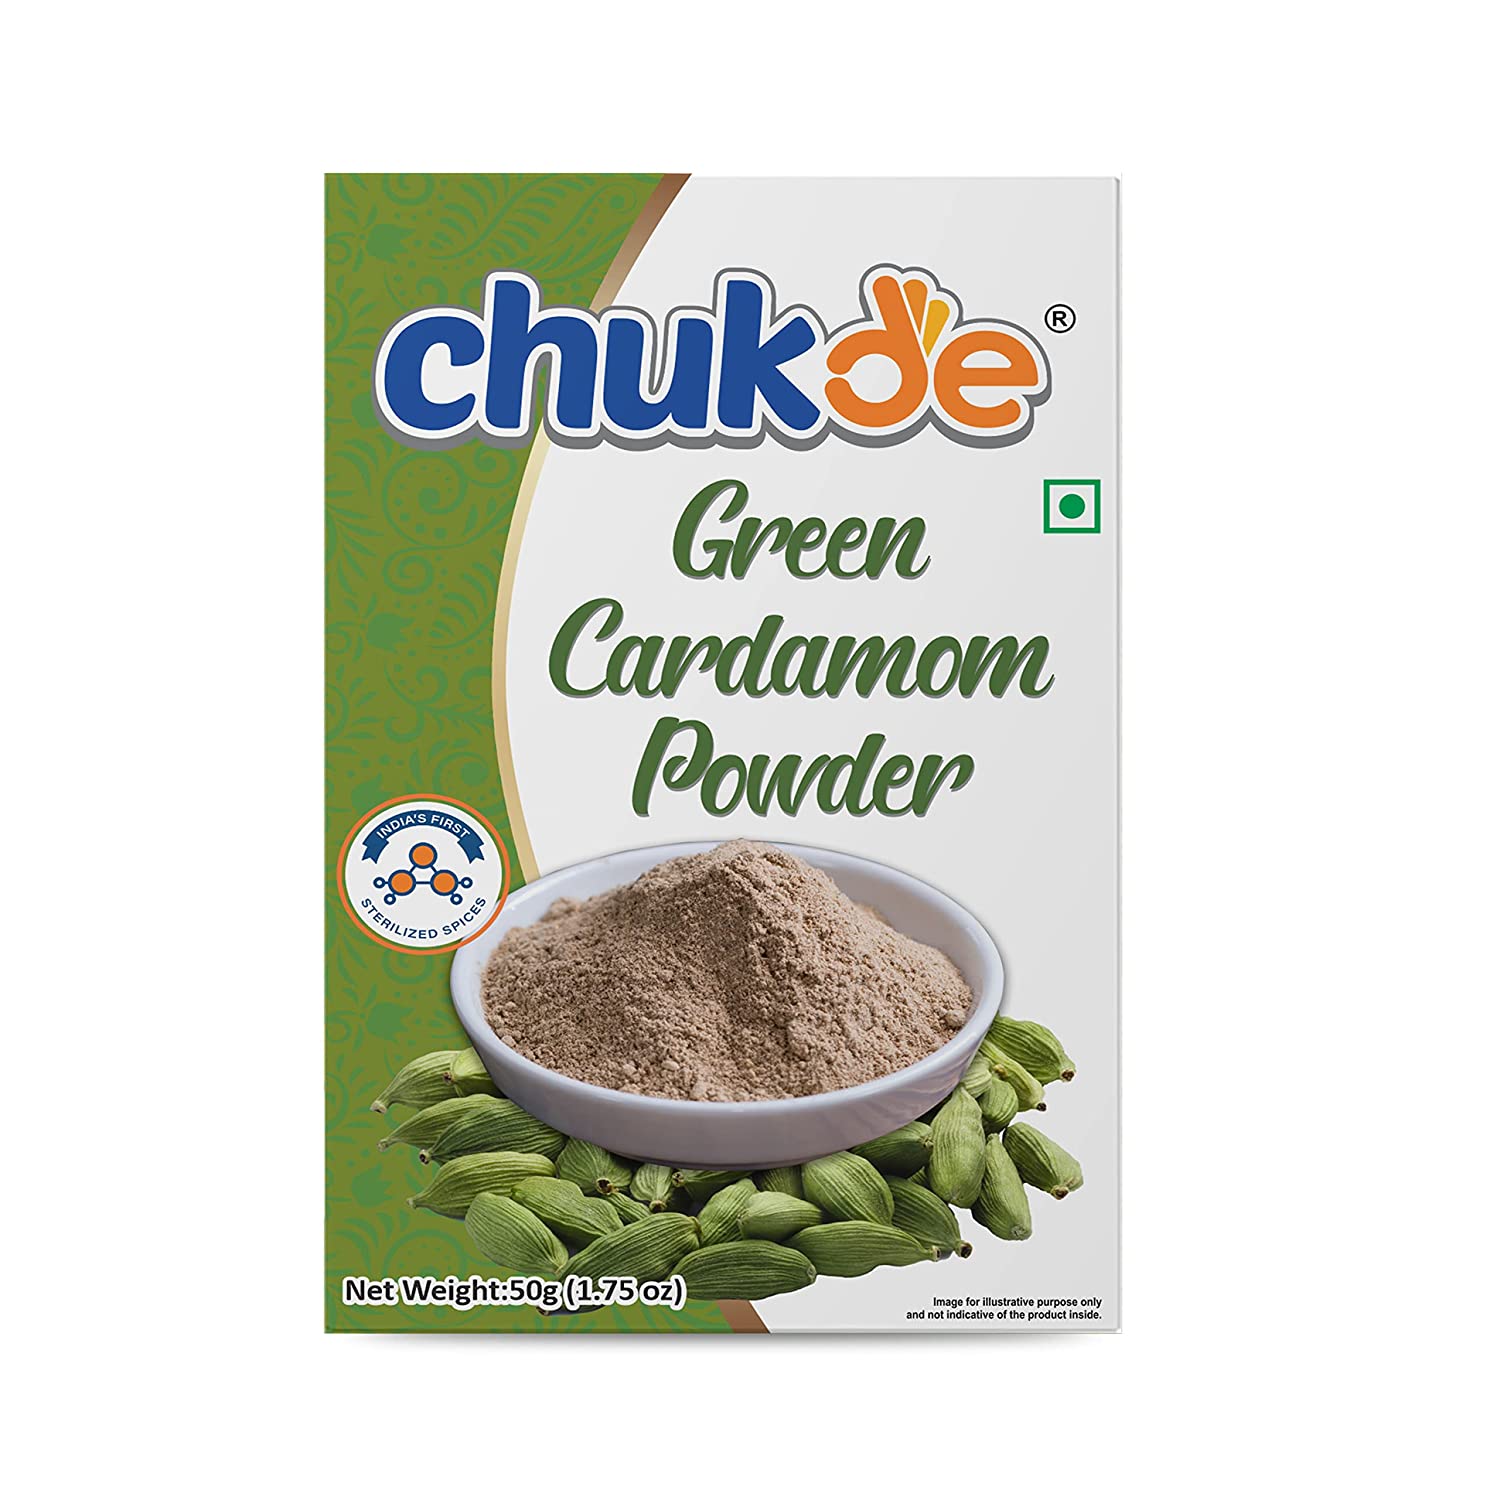 chukde ®
Green
Cardamom
Powder
INDIA'S FIRST
STERILIZED SPICES
Net Weight:50g (1.75 oz)
Image for illustrative purpose only
and not indicative of the product inside.